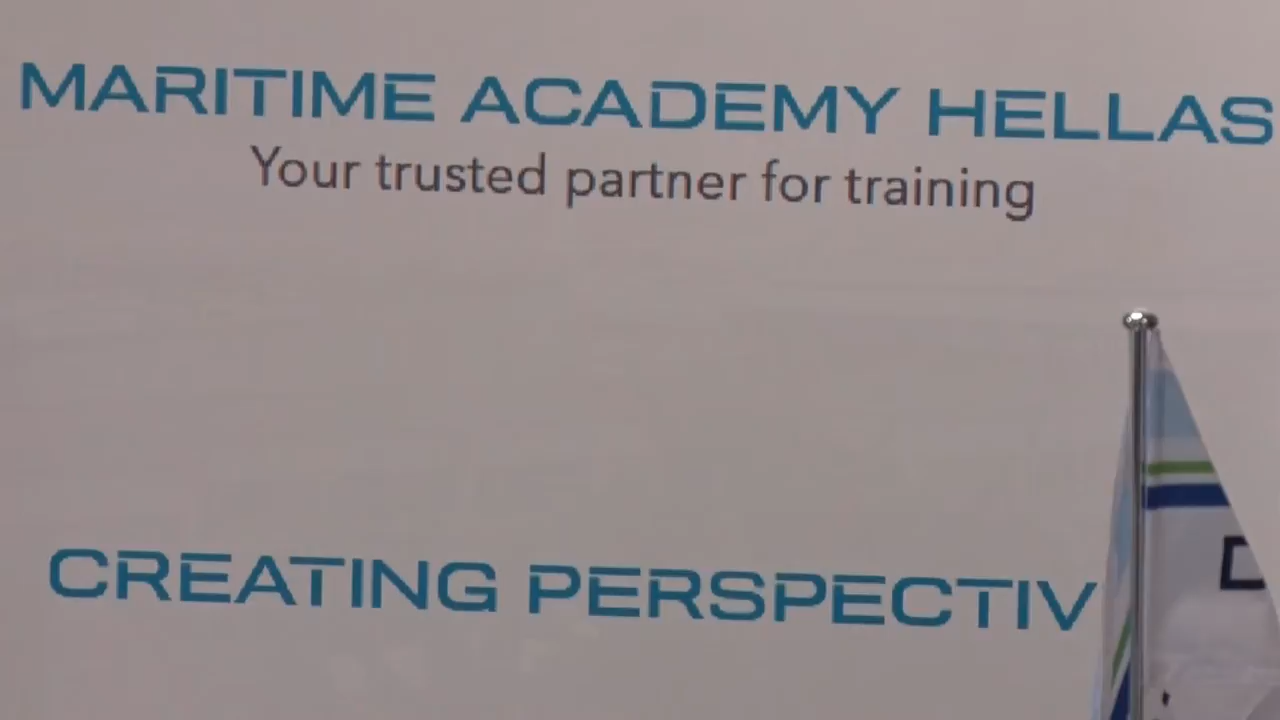 MARITIME ACADEMY HELLAS
Your trusted partner for training
CREATING PERSPECTIV